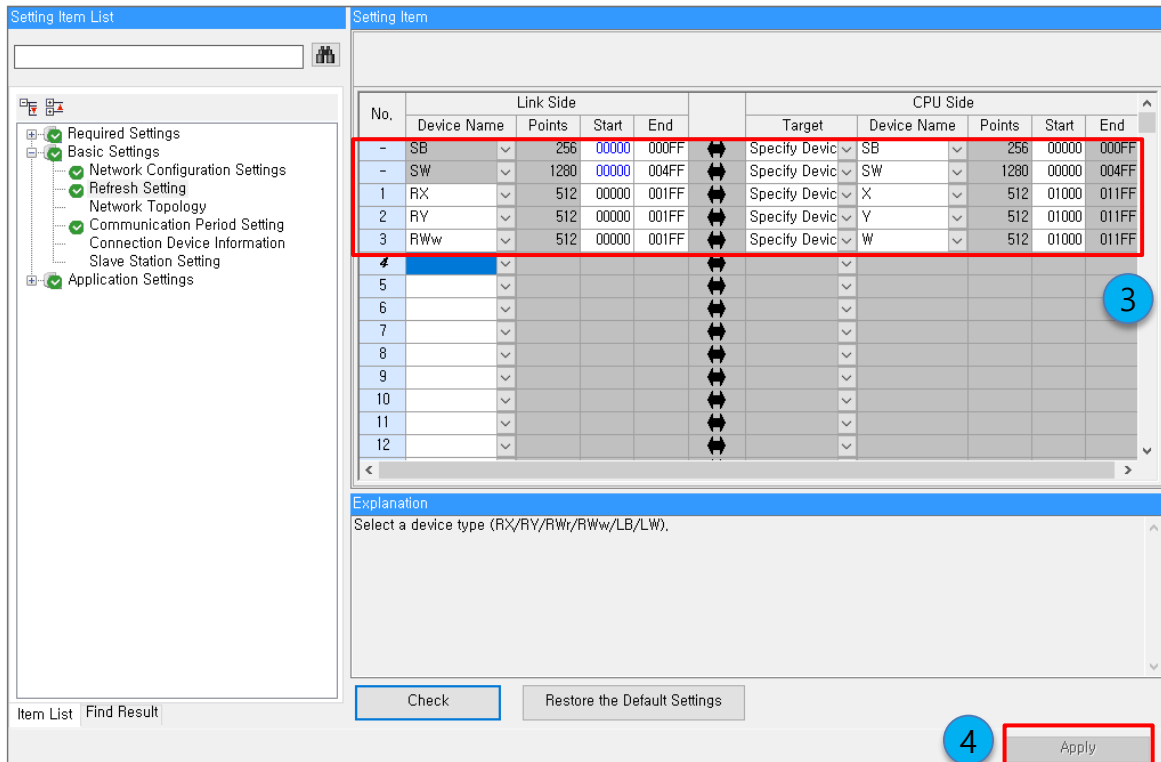 Setting Item List
Setting Item
Required Settings
Basic Settings
Network Configuration Settings
Refresh Setting
Network Topology
Communication Period Setting
Connection Device Information
Slave Station Setting
Application Settings
Item List Find Result
No. Link Side CPU Side
Device Name Points Start End Target Device Name Points Start End
- SB 256 00000 000FF Specify Devic SB 256 00000 000FF
- SW 1280 00000 004FF Specify Devic SW 1280 00000 004FF
1 RX 512 00000 001FF Specify Devic X 512 01000 011FF
2 RY 512 00000 001FF Specify Devic Y 512 01000 011FF
3 RWw 512 00000 001FF Specify Devic W 512 01000 011FF
4
5
6
7
8
9
10
11
12
3
Explanation
Select a device type (RX/RY/RWr/RWw/LB/LW).
Check Restore the Default Settings
4 Apply